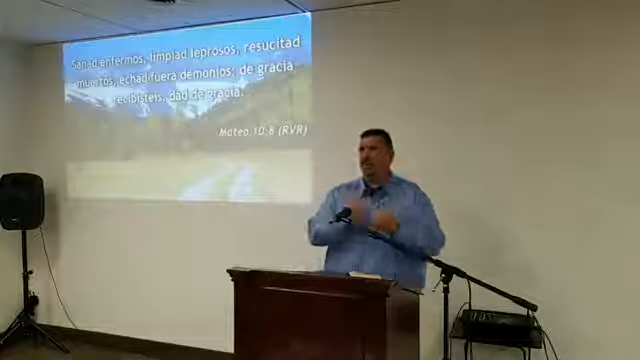 Sanad enfermos, limpiad leprosos, resucitad
muertos, echad fuera demonios; de gracia
recibisteis, dad de gracia.
Mateo 10:8 (RVR)